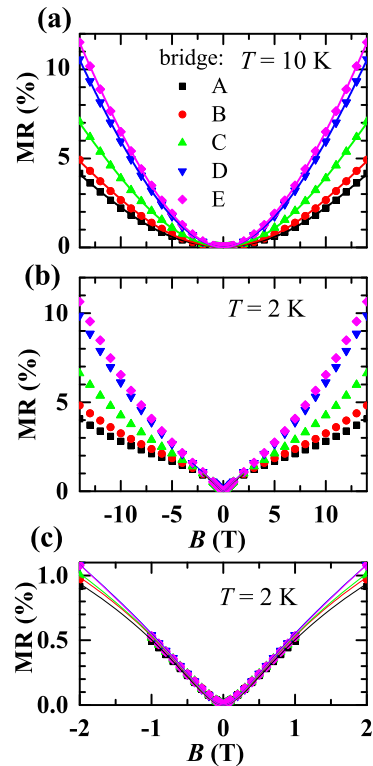 (a)
bridge: T = 10 K
A
B
C
D
E
MR (%)
10
5
0
(b)
T = 2 K
MR (%)
10
5
0
-10 -5 0 5 10
B (T)
(c)
T = 2 K
MR (%)
1.0
0.5
0.0
-2 -1 0 1 2
B (T)